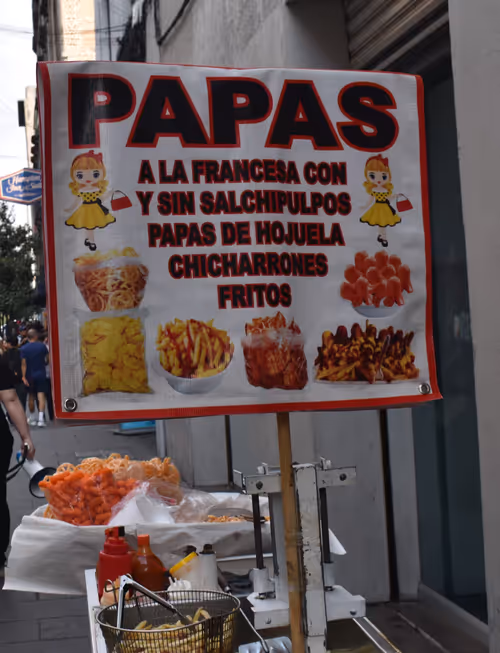 PAPAS
A LA FRANCESA CON
Y SIN SALCHIPULPOS
PAPAS DE HOJUELA
CHICHARRONES
FRITOS